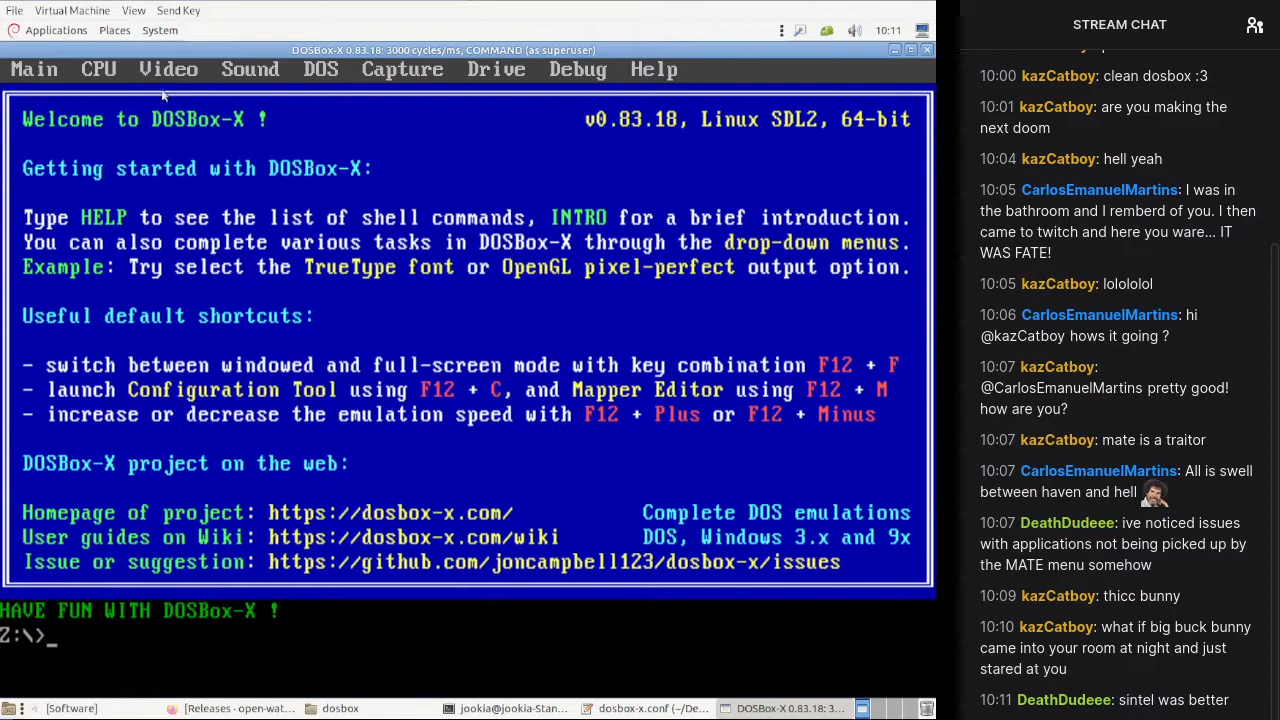 File Virtual Machine View Send Key
Applications Places System 10:11
DOSBox-X 0.83.18: 3000 cycles/ms, COMMAND (as superuser)
Main CPU Video Sound DOS Capture Drive Debug Help
Welcome to DOSBox-X ! v0.83.18, Linux SDL2, 64-bit
Getting started with DOSBox-X:
Type HELP to see the list of shell commands, INTRO for a brief introduction.
You can also complete various tasks in DOSBox-X through the drop-down menus.
Example: Try select the TrueType font or OpenGL pixel-perfect output option.
Useful default shortcuts:
- switch between windowed and full-screen mode with key combination F12 + F
- launch Configuration Tool using F12 + C, and Mapper Editor using F12 + M
- increase or decrease the emulation speed with F12 + Plus or F12 + Minus
DOSBox-X project on the web:
Homepage of project: https://dosbox-x.com/ Complete DOS emulations
User guides on Wiki: https://dosbox-x.com/wiki DOS, Windows 3.x and 9x
Issue or suggestion: https://github.com/joncampbell123/dosbox-x/issues
HAVE FUN WITH DOSBox-X !
Z:\>_
[Software] [Releases - open-wat... dosbox jookia@jookia-Stan... dosbox-x.conf (~/De... DOSBox-X 0.83.18: 3...
STREAM CHAT
10:00 kazCatboy: clean dosbox :3
10:01 kazCatboy: are you making the
next doom
10:04 kazCatboy: hell yeah
10:05 CarlosEmanuelMartins: I was in
the bathroom and I remberd of you. I then
came to twitch and here you ware... IT
WAS FATE!
10:05 kazCatboy: lolololol
10:06 CarlosEmanuelMartins: hi
@kazCatboy hows it going ?
10:07 kazCatboy:
@CarlosEmanuelMartins pretty good!
how are you?
10:07 kazCatboy: mate is a traitor
10:07 CarlosEmanuelMartins: All is swell
between haven and hell
10:07 DeathDudeee: ive noticed issues
with applications not being picked up by
the MATE menu somehow
10:09 kazCatboy: thicc bunny
10:10 kazCatboy: what if big buck bunny
came into your room at night and just
stared at you
10:11 DeathDudeee: sintel was better